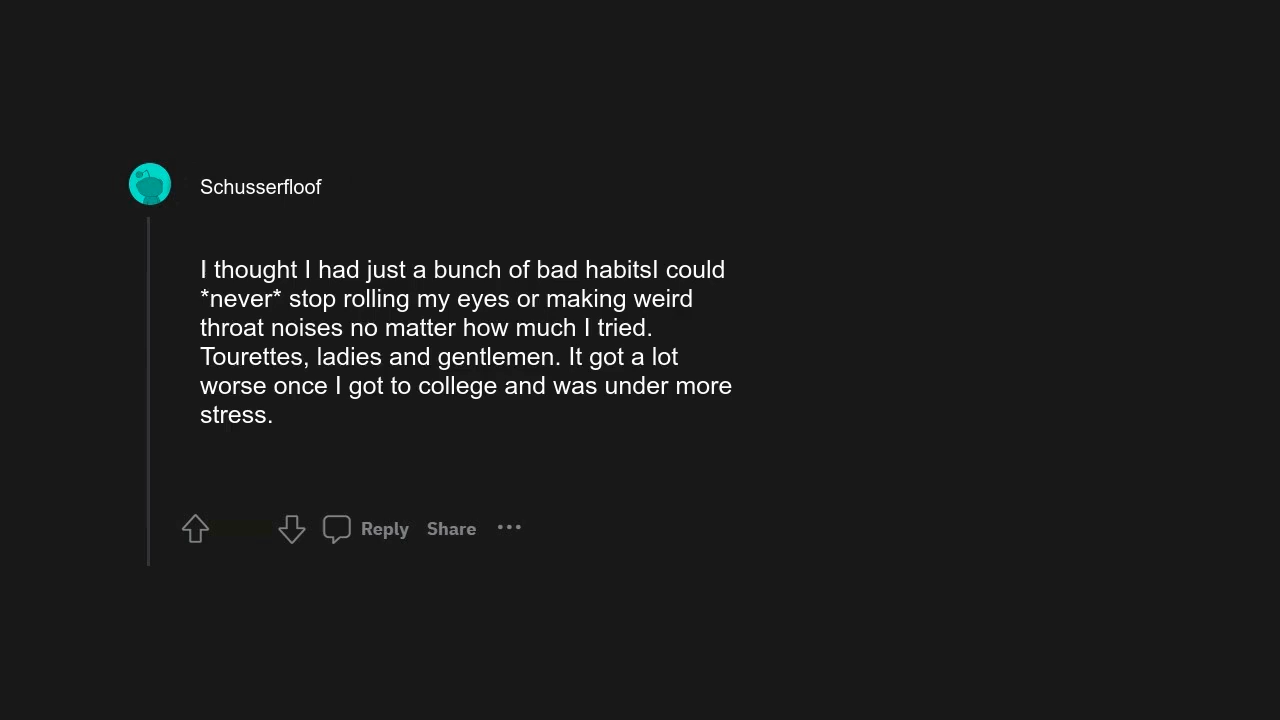 Schusserfloof
I thought I had just a bunch of bad habitsI could
*never* stop rolling my eyes or making weird
throat noises no matter how much I tried.
Tourettes, ladies and gentlemen. It got a lot
worse once I got to college and was under more
stress.
Reply Share